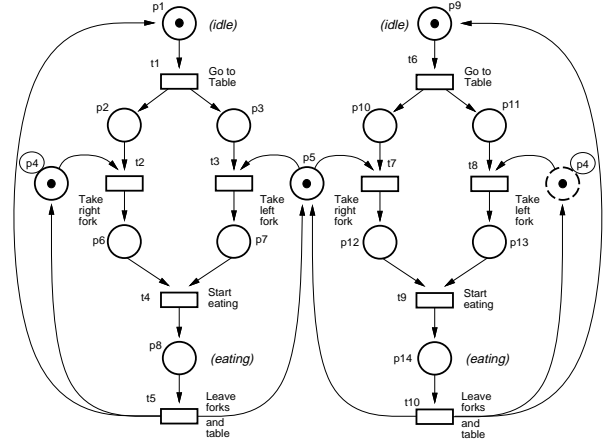 p1
(idle)
p9
(idle)
t1
Go to
Table
t6
Go to
Table
p2
p3
p10
p11
p4
t2
t3
p5
t7
t8
p4
Take
right
fork
Take
left
fork
Take
right
fork
Take
left
fork
p6
p7
p12
p13
t4
Start
eating
t9
Start
eating
p8
(eating)
p14
(eating)
t5
Leave
forks
and
table
t10
Leave
forks
and
table